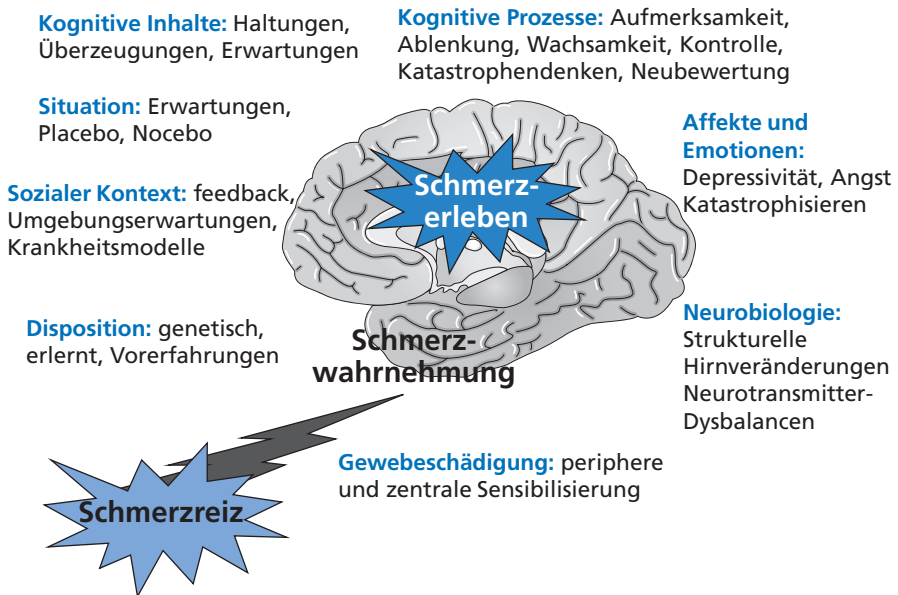 Kognitive Inhalte: Haltungen,
Überzeugungen, Erwartungen
Kognitive Prozesse: Aufmerksamkeit,
Ablenkung, Wachsamkeit, Kontrolle,
Katastrophendenken, Neubewertung
Situation: Erwartungen,
Placebo, Nocebo
Affekte und
Emotionen:
Depressivität, Angst
Katastrophisieren
Schmerz-
erleben
Sozialer Kontext: feedback,
Umgebungserwartungen,
Krankheitsmodelle
Disposition: genetisch,
erlernt, Vorerfahrungen
Schmerz-
wahrnehmung
Neurobiologie:
Strukturelle
Hirnveränderungen
Neurotransmitter-
Dysbalancen
Gewebeschädigung: periphere
und zentrale Sensibilisierung
Schmerzreiz